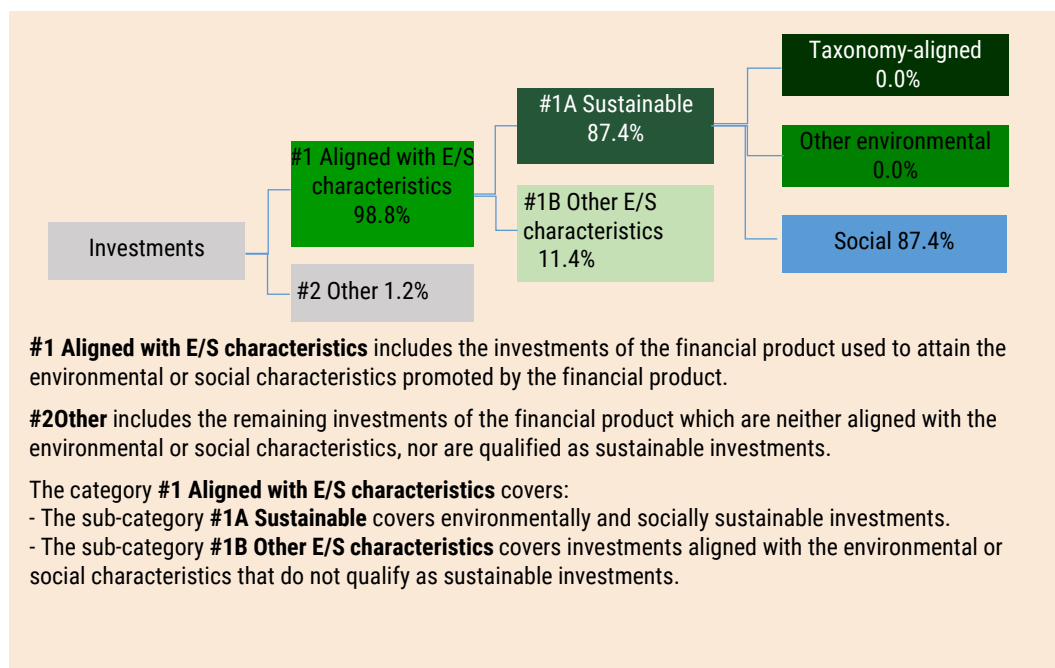 Taxonomy-aligned
0.0%
#1A Sustainable
87.4%
Other environmental
0.0%
#1 Aligned with E/S
characteristics
98.8%
#1B Other E/S
characteristics
11.4%
Investments
Social 87.4%
#2 Other 1.2%
#1 Aligned with E/S characteristics includes the investments of the financial product used to attain the
environmental or social characteristics promoted by the financial product.
#2Other includes the remaining investments of the financial product which are neither aligned with the
environmental or social characteristics, nor are qualified as sustainable investments.
The category #1 Aligned with E/S characteristics covers:
- The sub-category #1A Sustainable covers environmentally and socially sustainable investments.
- The sub-category #1B Other E/S characteristics covers investments aligned with the environmental or
social characteristics that do not qualify as sustainable investments.